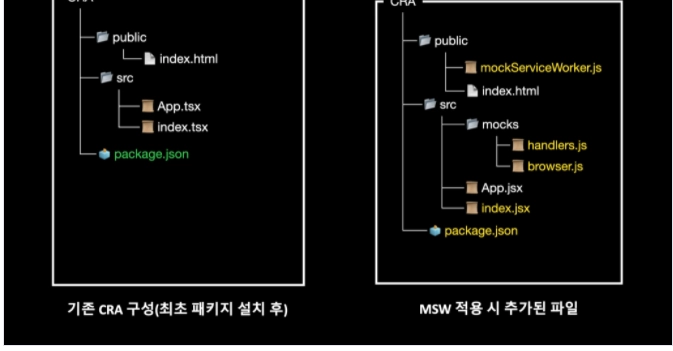 CRA
public
index.html
src
App.tsx
index.tsx
package.json
기존 CRA 구성(최초 패키지 설치 후)
CRA
public
mockServiceWorker.js
index.html
src
mocks
handlers.js
browser.js
App.jsx
index.jsx
package.json
MSW 적용 시 추가된 파일